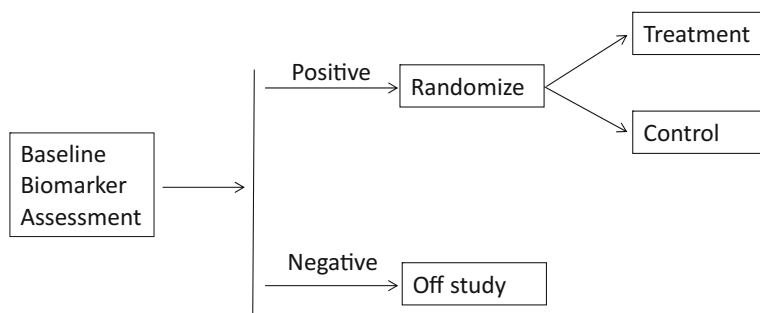 Baseline
Biomarker
Assessment
Positive
Randomize
Treatment
Control
Negative
Off study